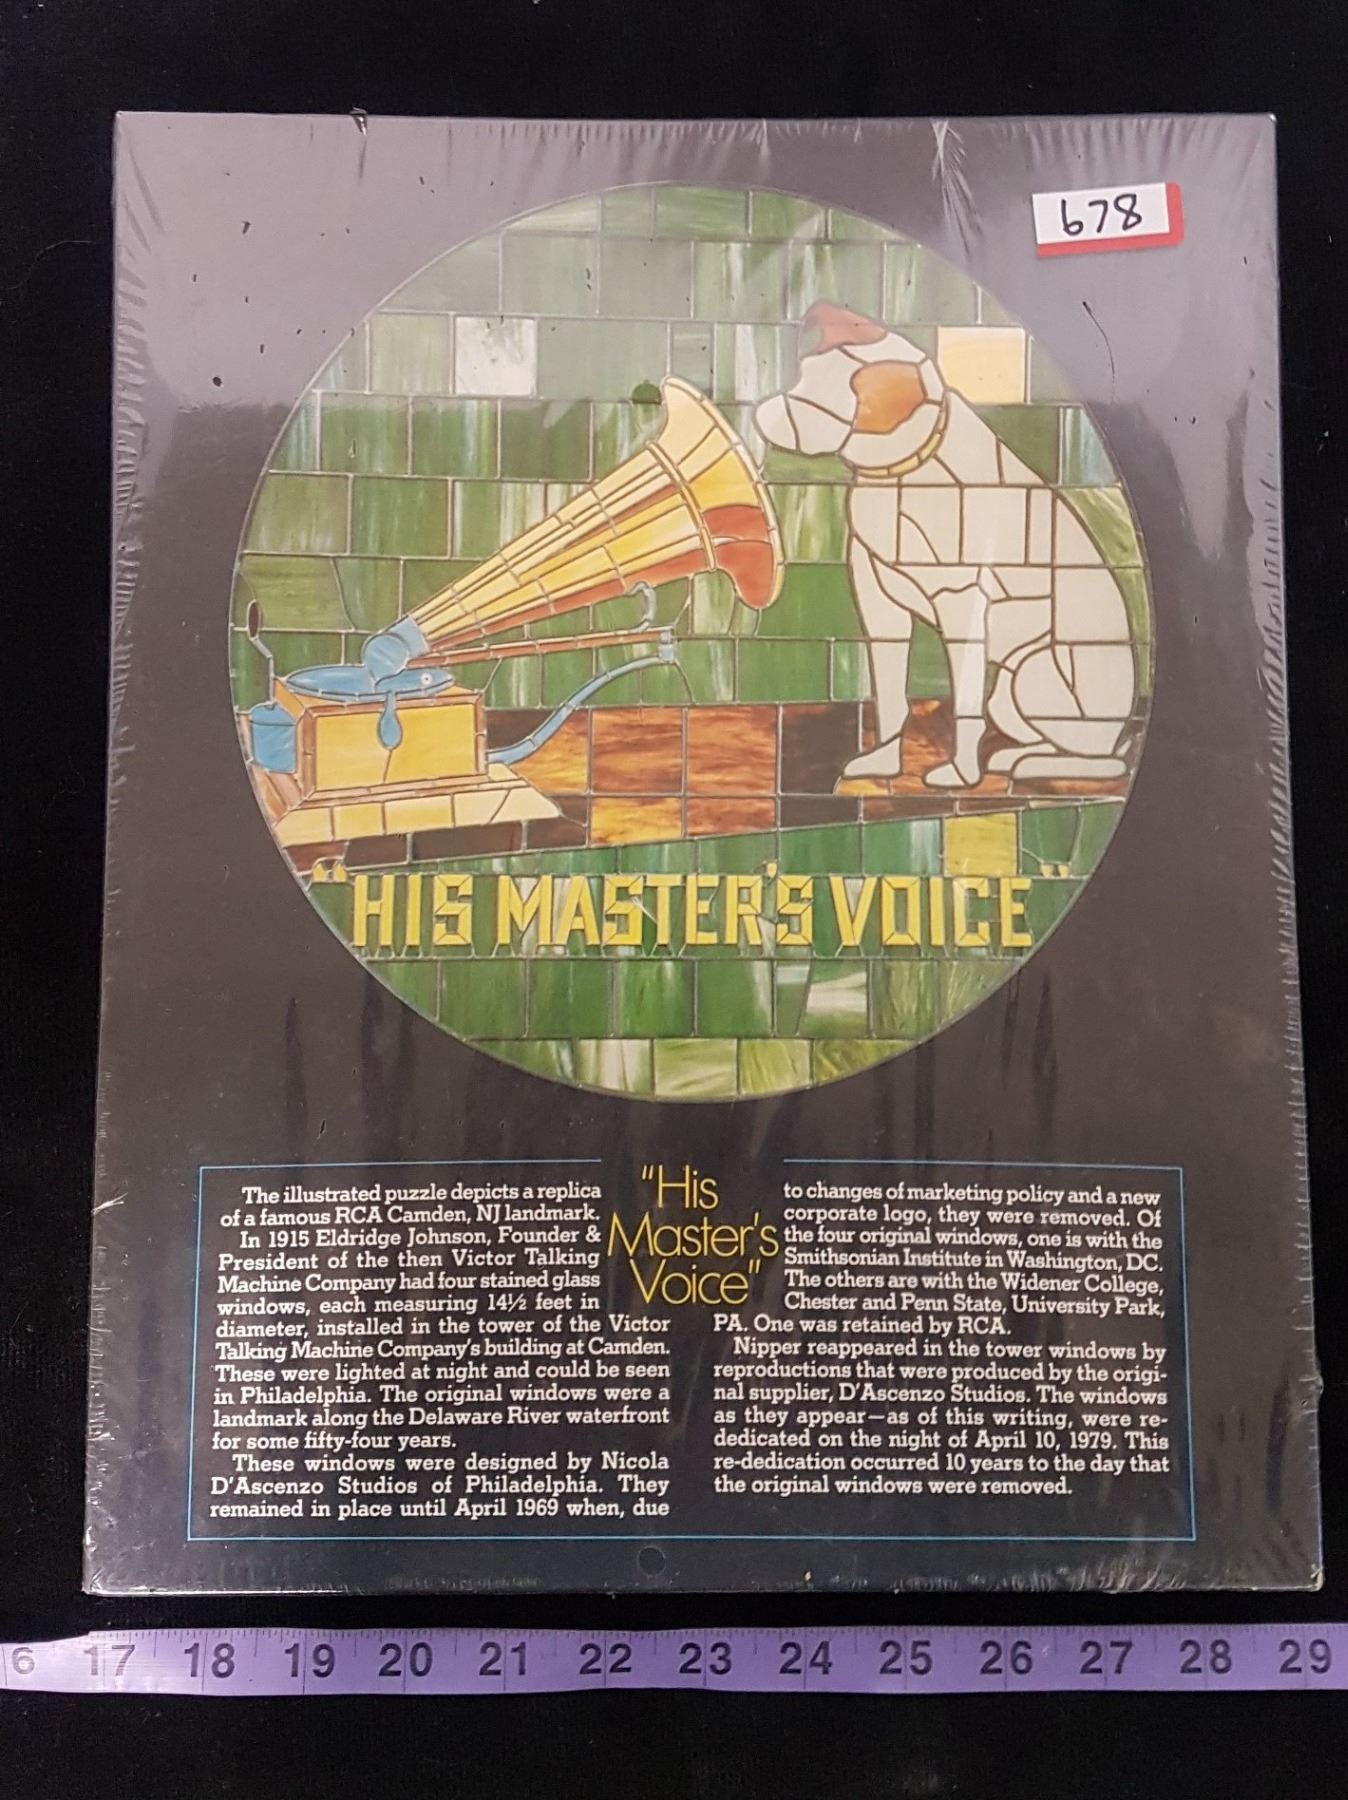 678
"HIS MASTER'S VOICE"
"His
Master's
Voice"
The illustrated puzzle depicts a replica
of a famous RCA Camden, NJ landmark.
In 1915 Eldridge Johnson, Founder &
President of the then Victor Talking
Machine Company had four stained glass
windows, each measuring 14½ feet in
diameter, installed in the tower of the Victor
Talking Machine Company's building at Camden.
These were lighted at night and could be seen
in Philadelphia. The original windows were a
landmark along the Delaware River waterfront
for some fifty-four years.
These windows were designed by Nicola
D'Ascenzo Studios of Philadelphia. They
remained in place until April 1969 when, due
to changes of marketing policy and a new
corporate logo, they were removed. Of
the four original windows, one is with the
Smithsonian Institute in Washington, DC.
The others are with the Widener College,
Chester and Penn State, University Park,
PA. One was retained by RCA.
Nipper reappeared in the tower windows by
reproductions that were produced by the origi-
nal supplier, D'Ascenzo Studios. The windows
as they appear—as of this writing, were re-
dedicated on the night of April 10, 1979. This
re-dedication occurred 10 years to the day that
the original windows were removed.
6 17 18 19 20 21 22 23 24 25 26 27 28 29